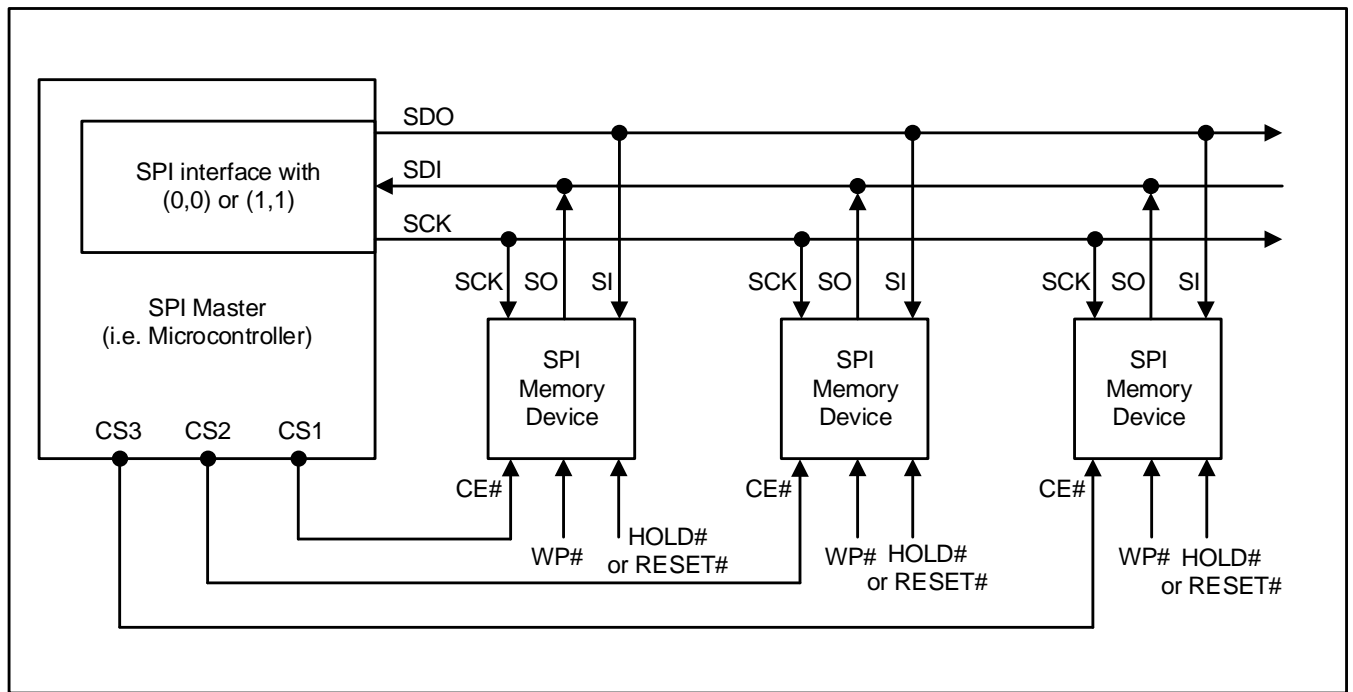 SDO
SDI
SCK
SPI interface with
(0,0) or (1,1)
SPI Master
(i.e. Microcontroller)
CS3
CS2
CS1
SCK
SO
SI
SPI
Memory
Device
CE#
WP#
HOLD#
or RESET#
SCK
SO
SI
SPI
Memory
Device
CE#
WP#
HOLD#
or RESET#
SCK
SO
SI
SPI
Memory
Device
CE#
WP#
HOLD#
or RESET#